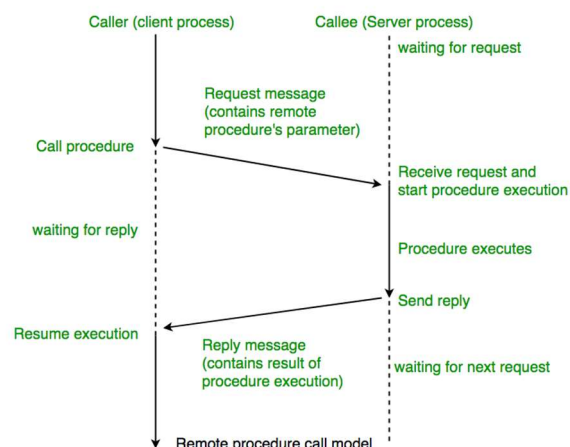 Caller (client process)
Callee (Server process)
waiting for request
Request message
(contains remote
procedure's parameter)
Call procedure
Receive request and
start procedure execution
waiting for reply
Procedure executes
Send reply
Resume execution
Reply message
(contains result of
procedure execution)
waiting for next request
Remote procedure call model